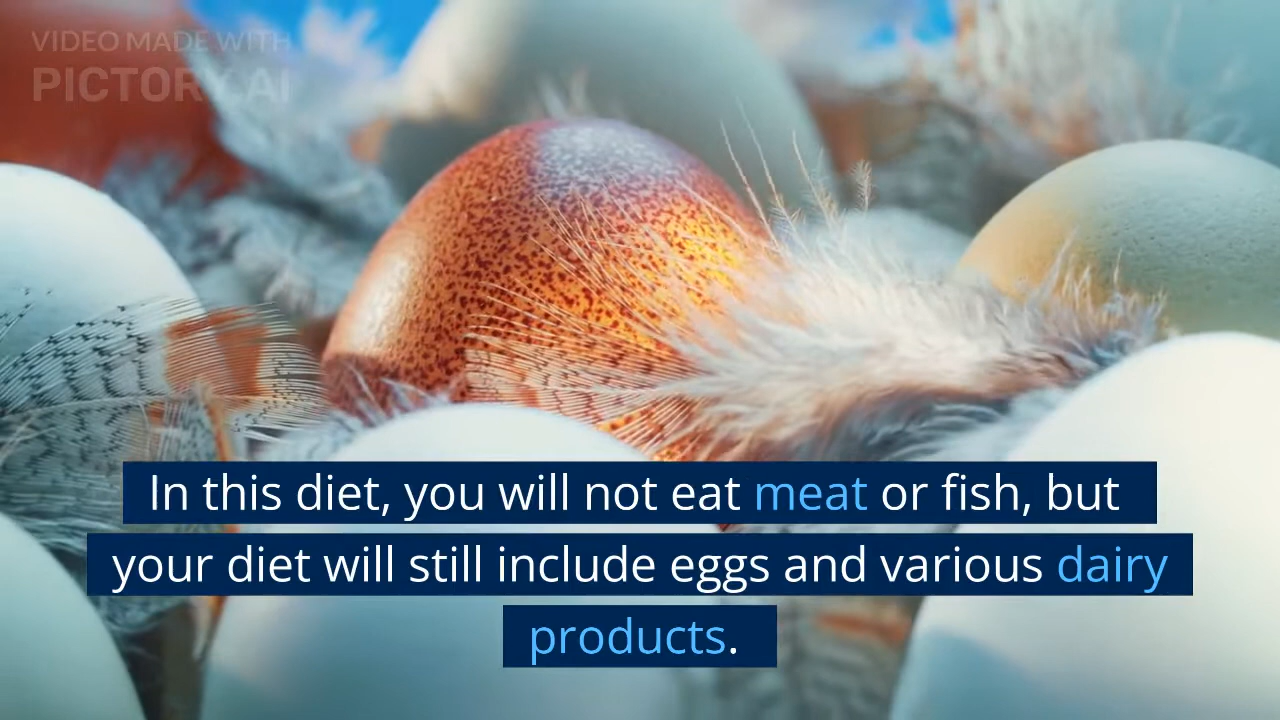 VIDEO MADE WITH
PICTORY.AI
In this diet, you will not eat meat or fish, but
your diet will still include eggs and various dairy
products.